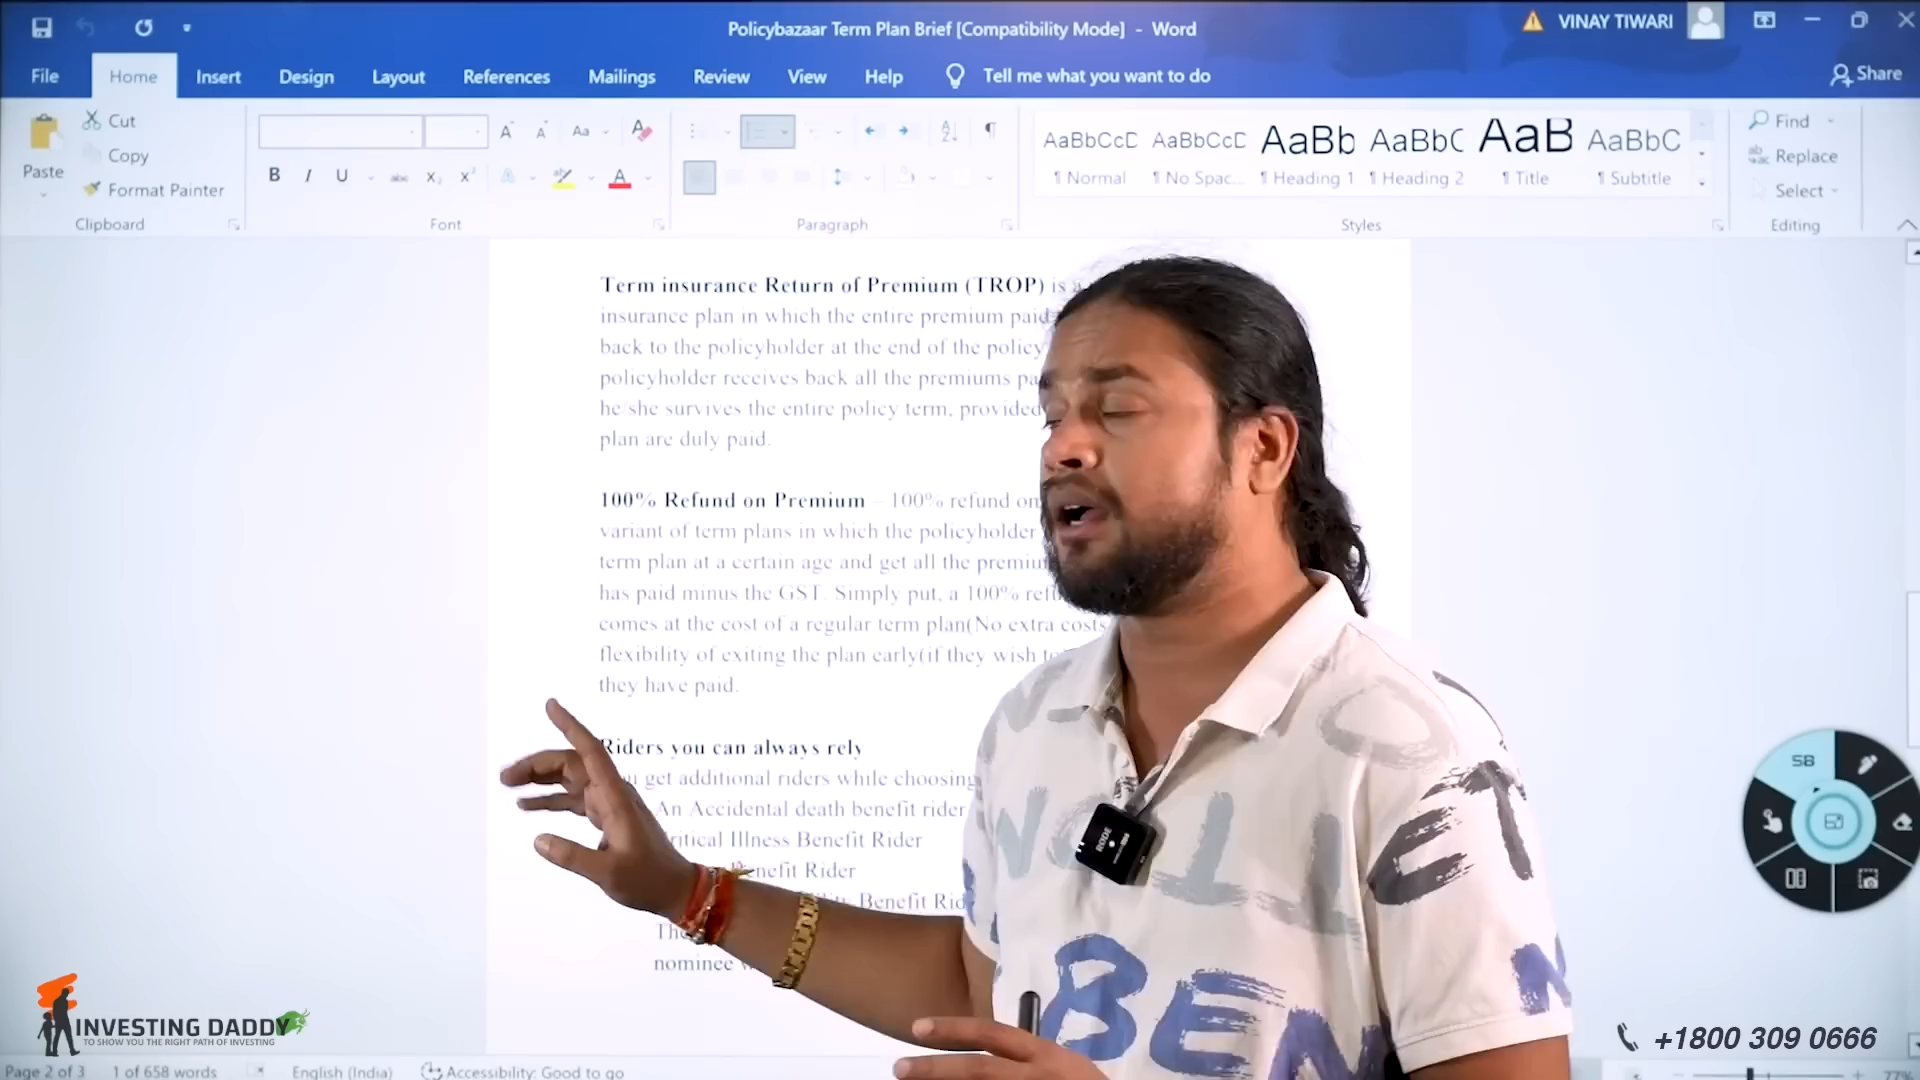 Policybazaar Term Plan Brief [Compatibility Mode] - Word
VINAY TIWARI
File Home Insert Design Layout References Mailings Review View Help Tell me what you want to do
Share
Cut
Copy
Paste
Format Painter
Clipboard
Font
Paragraph
AaBbCcD AaBbCcD AaBb AaBbC AaB AaBbC
¶ Normal ¶ No Spac... ¶ Heading 1 ¶ Heading 2 ¶ Title ¶ Subtitle
Styles
Find
Replace
Select
Editing
Term insurance Return of Premium (TROP) is a
insurance plan in which the entire premium paid
back to the policyholder at the end of the policy
policyholder receives back all the premiums
he/she survives the entire policy term, provided
plan are duly paid.
100% Refund on Premium – 100% refund on
variant of term plans in which the policyholder
term plan at a certain age and get all the
has paid minus the GST. Simply put, a 100%
comes at the cost of a regular term plan(No extra costs
flexibility of exiting the plan early(if they wish
they have paid.
Riders you can always rely
get additional riders while choosing
An Accidental death benefit rider
Critical Illness Benefit Rider
Benefit Rider
Benefit
nominee
SB
RODE
BEN
INVESTING DADDY
TO SHOW YOU THE RIGHT PATH OF INVESTING
+1800 309 0666
Page 2 of 3 1 of 658 words English (India) Accessibility: Good to go
77%